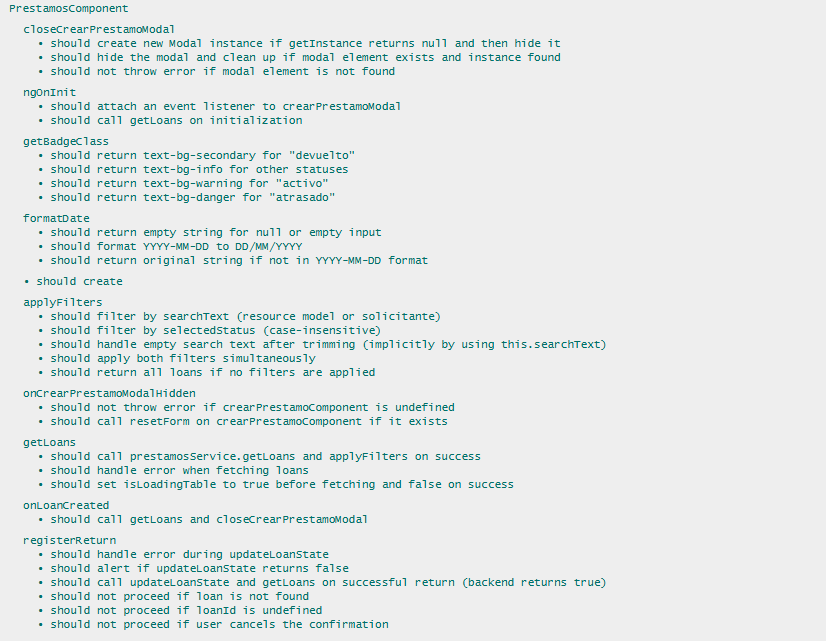 PrestamosComponent
closeCrearPrestamoModal
• should create new Modal instance if getInstance returns null and then hide it
• should hide the modal and clean up if modal element exists and instance found
• should not throw error if modal element is not found
ngOnInit
• should attach an event listener to crearPrestamoModal
• should call getLoans on initialization
getBadgeClass
• should return text-bg-secondary for "devuelto"
• should return text-bg-info for other statuses
• should return text-bg-warning for "activo"
• should return text-bg-danger for "atrasado"
formatDate
• should return empty string for null or empty input
• should format YYYY-MM-DD to DD/MM/YYYY
• should return original string if not in YYYY-MM-DD format
• should create
applyFilters
• should filter by searchText (resource model or solicitante)
• should filter by selectedStatus (case-insensitive)
• should handle empty search text after trimming (implicitly by using this.searchText)
• should apply both filters simultaneously
• should return all loans if no filters are applied
onCrearPrestamoModalHidden
• should not throw error if crearPrestamoComponent is undefined
• should call resetForm on crearPrestamoComponent if it exists
getLoans
• should call prestamosService.getLoans and applyFilters on success
• should handle error when fetching loans
• should set isLoadingTable to true before fetching and false on success
onLoanCreated
• should call getLoans and closeCrearPrestamoModal
registerReturn
• should handle error during updateLoanState
• should alert if updateLoanState returns false
• should call updateLoanState and getLoans on successful return (backend returns true)
• should not proceed if loan is not found
• should not proceed if loanId is undefined
• should not proceed if user cancels the confirmation